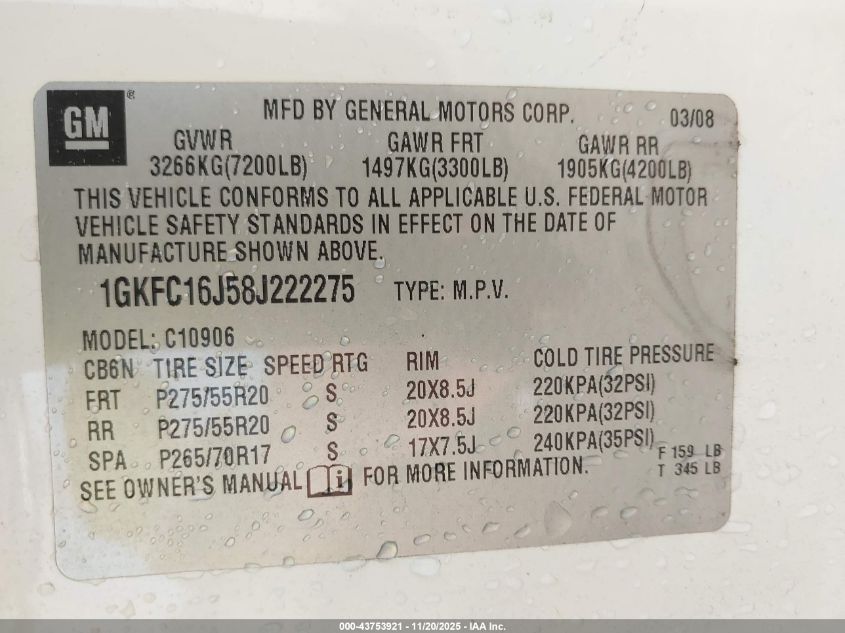 GM ®
MFD BY GENERAL MOTORS CORP. 03/08
GVWR GAWR FRT GAWR RR
3266KG(7200LB) 1497KG(3300LB) 1905KG(4200LB)
THIS VEHICLE CONFORMS TO ALL APPLICABLE U.S. FEDERAL MOTOR
VEHICLE SAFETY STANDARDS IN EFFECT ON THE DATE OF
MANUFACTURE SHOWN ABOVE.
1GKFC16J58J222275 TYPE: M.P.V.
MODEL: C10906
CB6N TIRE SIZE SPEED RTG RIM COLD TIRE PRESSURE
FRT P275/55R20 S 20X8.5J 220KPA(32PSI)
RR P275/55R20 S 20X8.5J 220KPA(32PSI)
SPA P265/70R17 S 17X7.5J 240KPA(35PSI)
F 159 LB
T 345 LB
SEE OWNER'S MANUAL i FOR MORE INFORMATION.
000-43753921 - 11/20/2025 - IAA Inc.